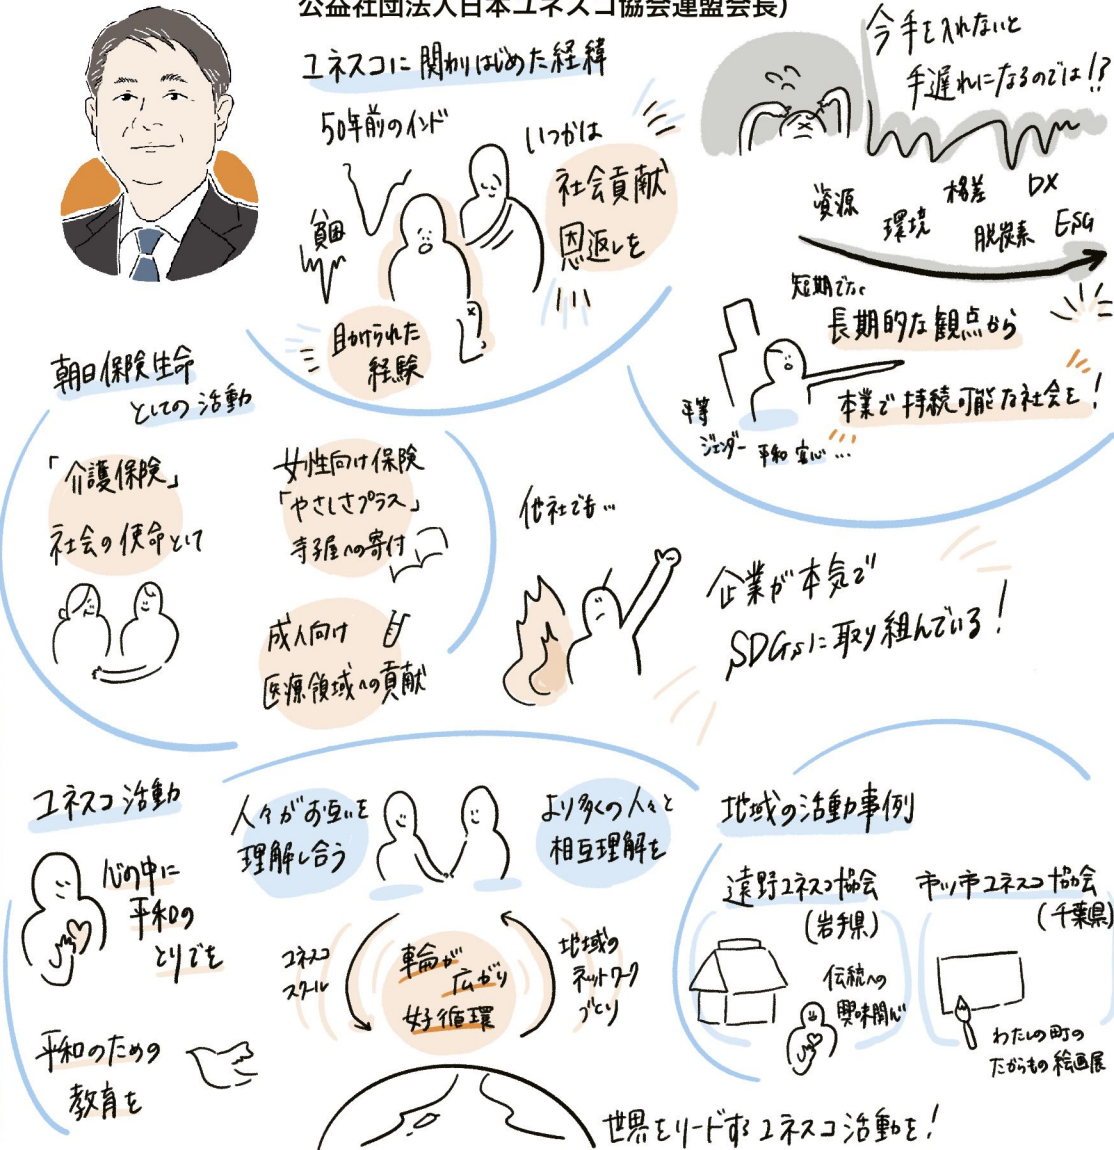 公益社団法人日本ユネスコ協会連盟会長)
ユネスコに関わりはじめた経緯
50年前のインド
貧困
いつかは
社会貢献
恩返しを
助けられた
経験
今手を入れないと
手遅れになるのでは!?
資源
環境
格差
脱炭素
DX
ESG
短期でなく
長期的な観点から
本業で持続可能な社会を!
平等
ジェンダー
平和 安心...
朝日保険生命
としての活動
「介護保険」
社会の使命として
女性向け保険
「やさしさプラス」
寺子屋への寄付
成人向け
医療領域への貢献
他社でも...
企業が本気で
SDGsに取り組んでいる!
ユネスコ活動
心の中に
平和の
とりでを
平和のための
教育を
人々がお互いを
理解し合う
より多くの人々と
相互理解を
ユネスコ
スクール
輪が
広がり
好循環
地域の
ネットワーク
づくり
世界をリードするユネスコ活動を!
地域の活動事例
遠野ユネスコ協会
(岩手県)
伝統への
興味関心
市川市ユネスコ協会
(千葉県)
わたしの町の
たからもの絵画展